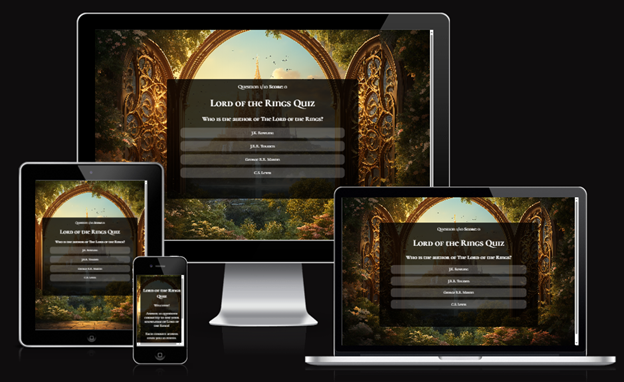 Question 1/10 Score: 0
Lord of the Rings Quiz
Who is the author of The Lord of the Rings?
J.K. Rowling
J.R.R. Tolkien
George R.R. Martin
C.S. Lewis
Question 1/10 Score: 0
Lord of the Rings Quiz
Who is the author of The Lord of the Rings?
J.K. Rowling
J.R.R. Tolkien
George R.R. Martin
C.S. Lewis
Lord of the Rings
Quiz
Welcome!
Question 1/10 Score: 0
Lord of the Rings Quiz
Who is the author of The Lord of the Rings?
J.K. Rowling
J.R.R. Tolkien
George R.R. Martin
C.S. Lewis